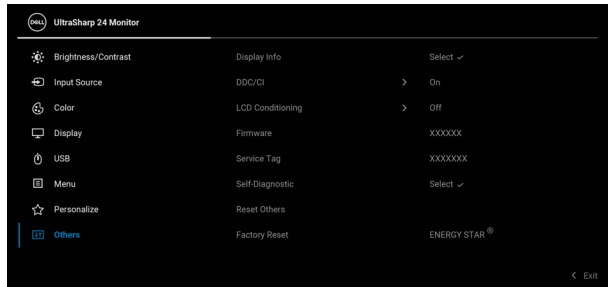 DELL UltraSharp 24 Monitor
Brightness/Contrast Display Info Select ✓
Input Source DDC/CI > On
Color LCD Conditioning > Off
Display Firmware XXXXXX
USB Service Tag XXXXXXX
Menu Self-Diagnostic Select ✓
Personalize Reset Others
Others Factory Reset ENERGY STAR®
< Exit